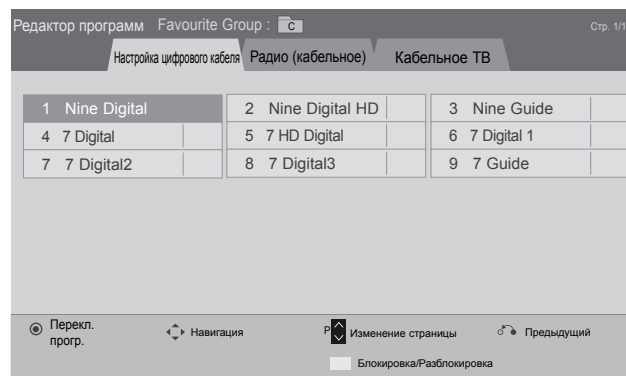 Редактор программ Favourite Group : C Стр. 1/1
Настройка цифрового кабеля Радио (кабельное) Кабельное ТВ
1 Nine Digital 2 Nine Digital HD 3 Nine Guide
4 7 Digital 5 7 HD Digital 6 7 Digital 1
7 7 Digital2 8 7 Digital3 9 7 Guide
Перекл. прогр. Навигация P Изменение страницы Предыдущий
Блокировка/Разблокировка